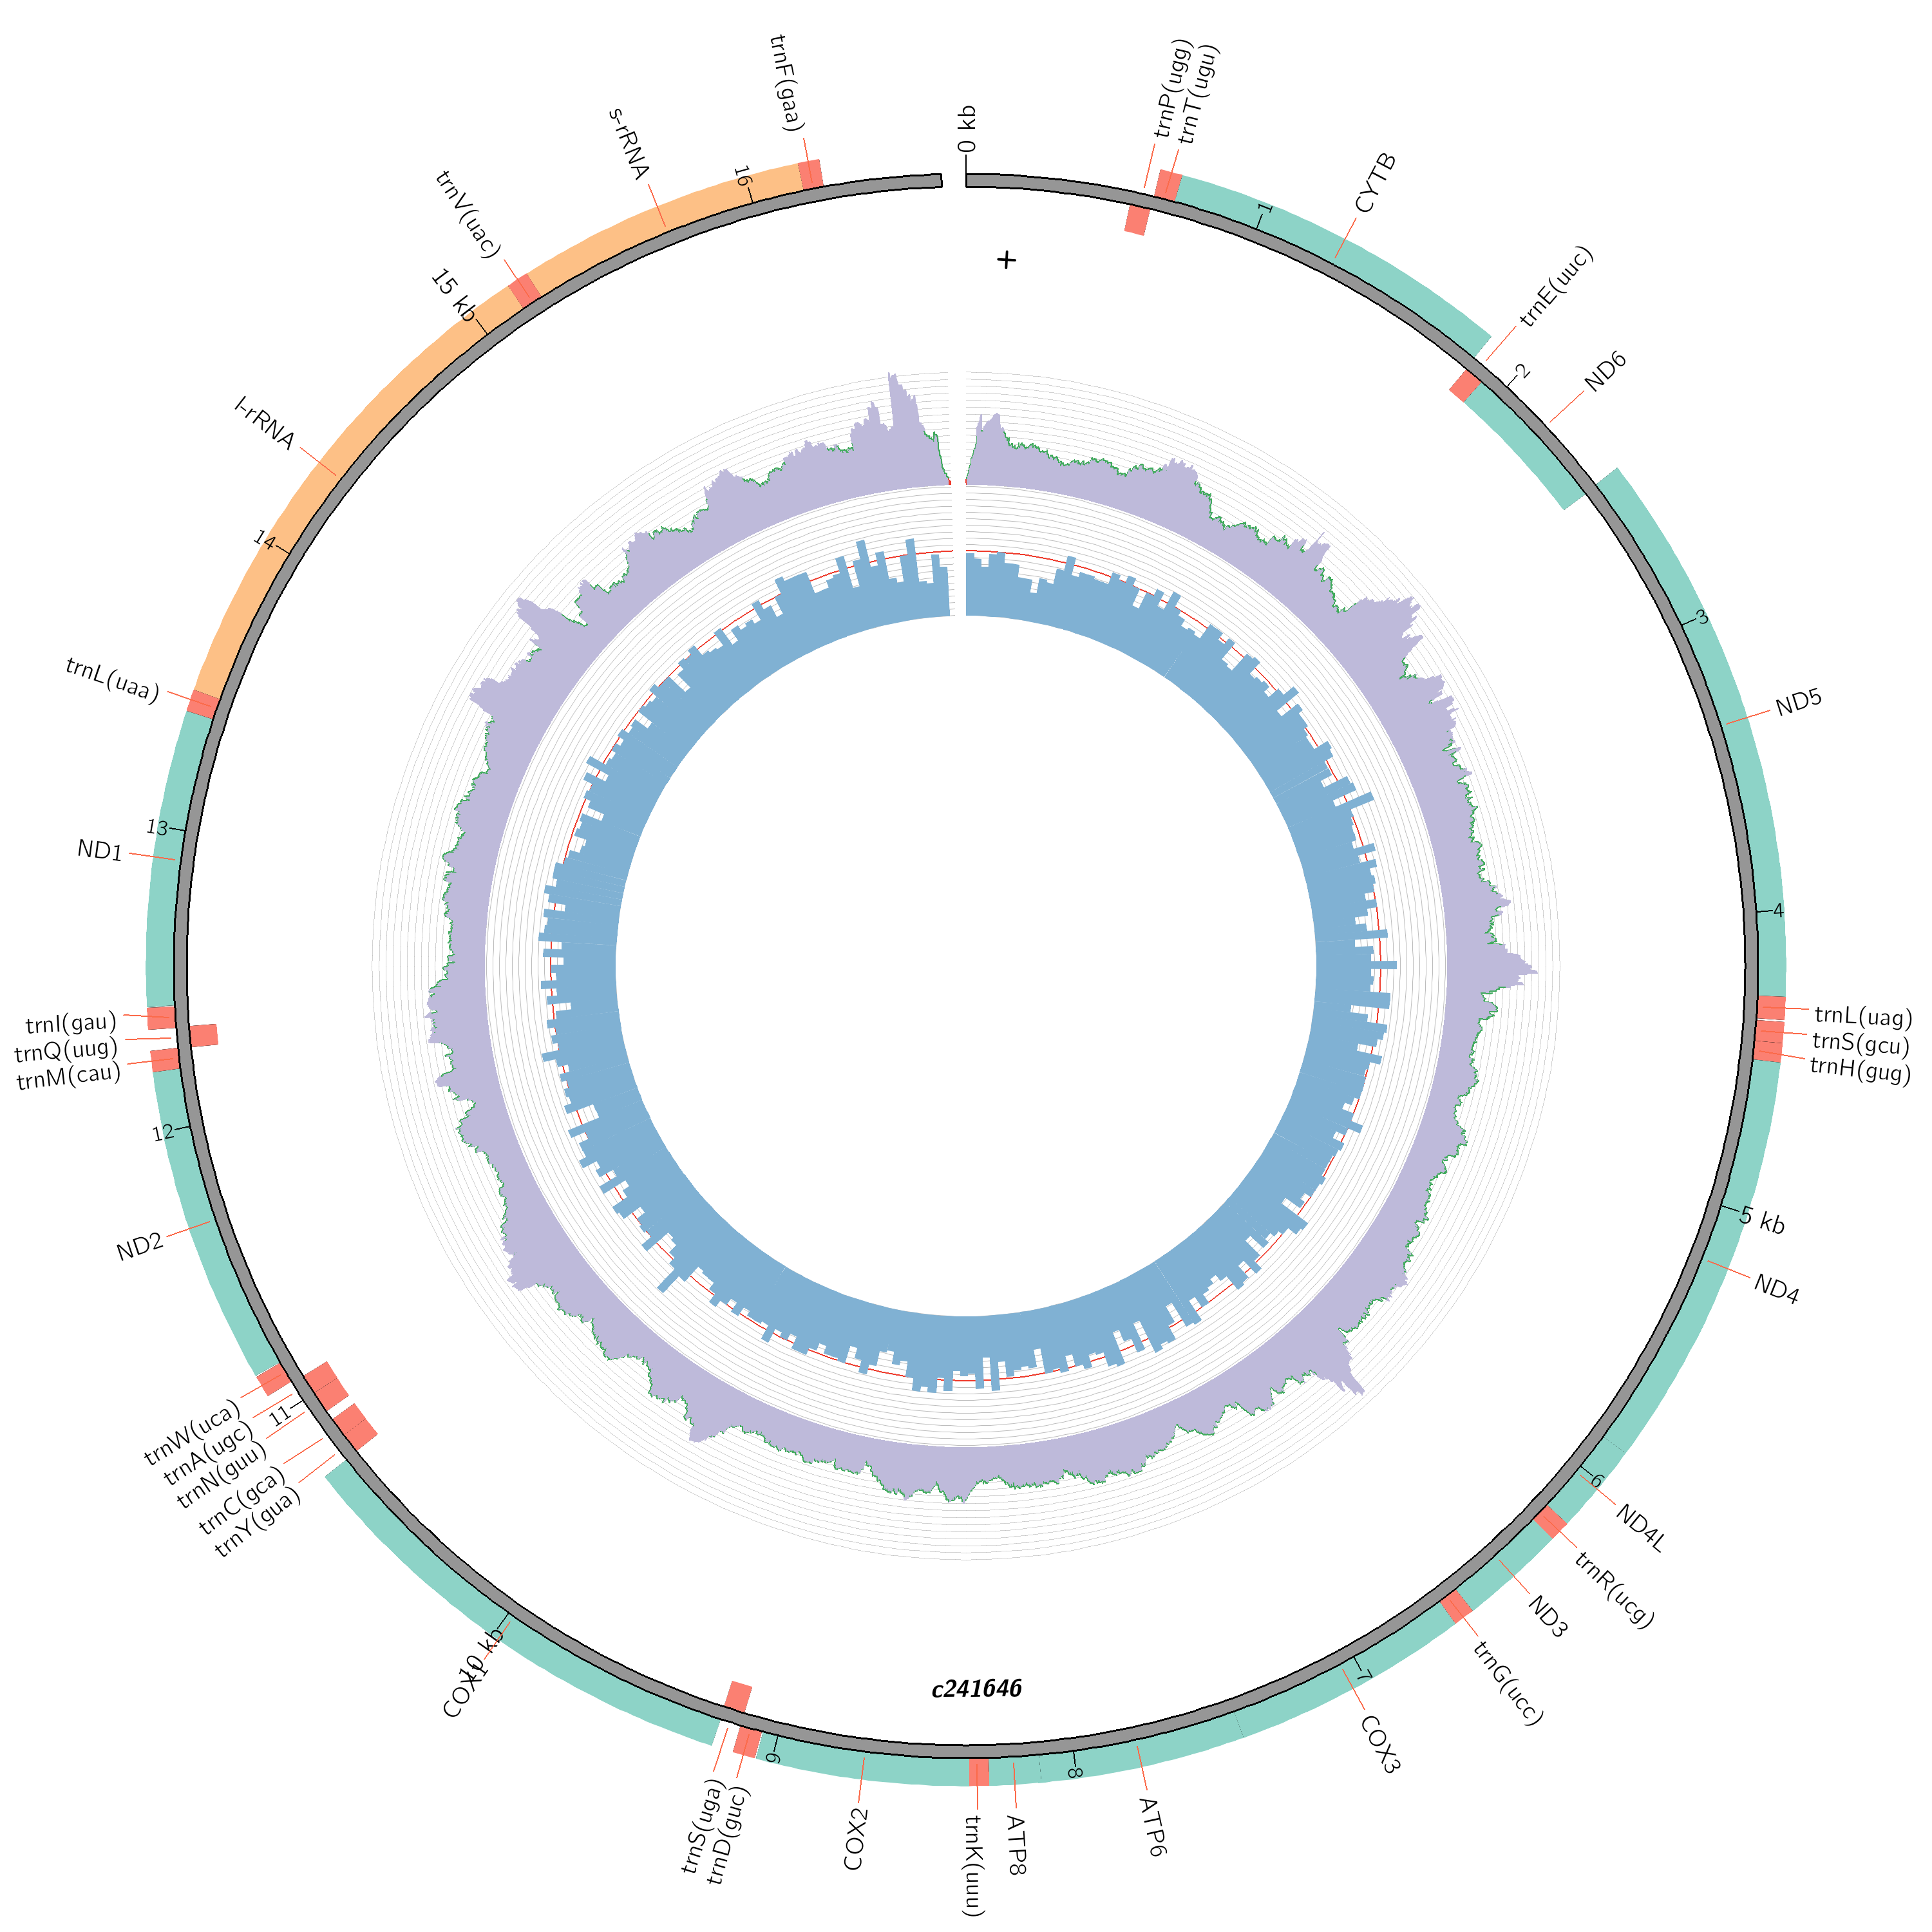 0 kb
trnP(ugg)
trnT(ugu)
1
CYTB
trnE(uuc)
2
ND6
3
ND5
4
trnL(uag)
trnS(gcu)
trnH(gug)
5 kb
ND4
6
ND4L
trnR(ucg)
ND3
trnG(ucc)
7
COX3
ATP6
8
ATP8
trnK(uuu)
COX2
9
trnD(guc)
trnS(uga)
10 kb
COX1
trnY(gua)
trnC(gca)
11
trnN(guu)
trnA(ugc)
trnW(uca)
ND2
12
trnM(cau)
trnQ(uug)
trnI(gau)
ND1
13
trnL(uaa)
14
l-rRNA
15 kb
trnV(uac)
s-rRNA
16
trnF(gaa)
+
c241646